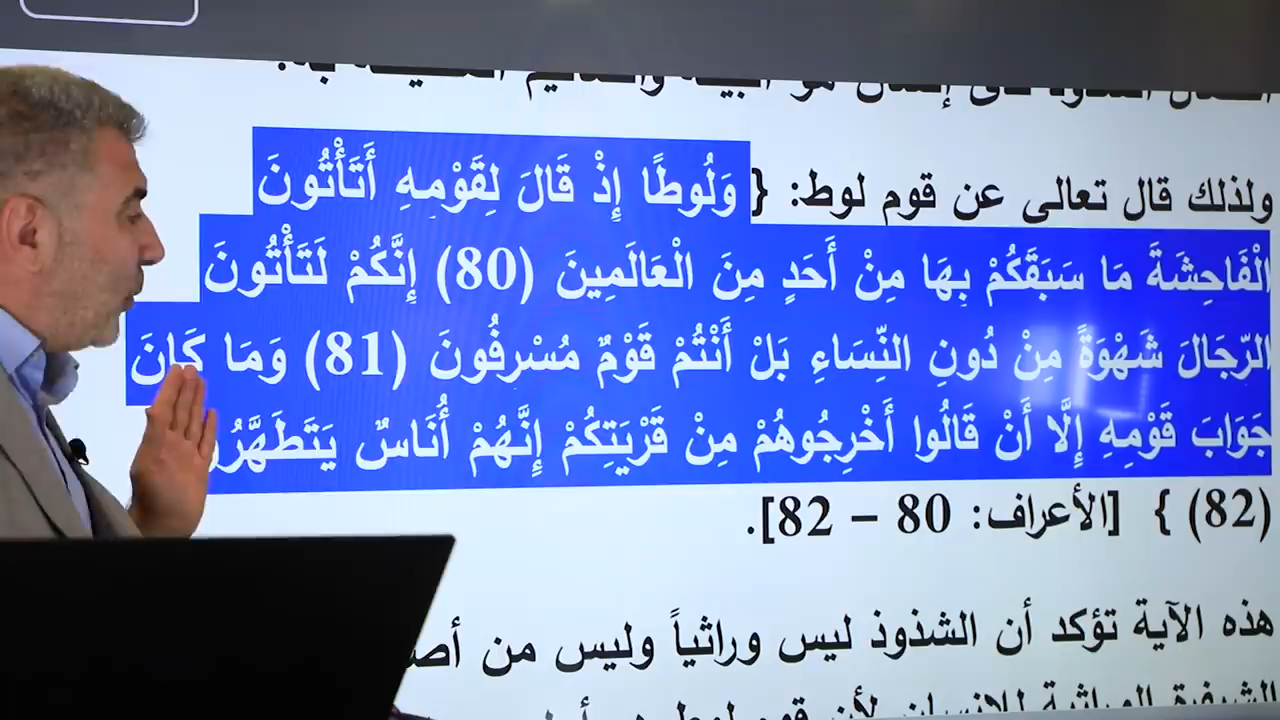 ولذلك قال تعالى عن قوم لوط: { وَلُوطًا إِذْ قَالَ لِقَوْمِهِ أَتَأْتُونَ
الْفَاحِشَةَ مَا سَبَقَكُمْ بِهَا مِنْ أَحَدٍ مِنَ الْعَالَمِينَ (80) إِنَّكُمْ لَتَأْتُونَ
الرِّجَالَ شَهْوَةً مِنْ دُونِ النِّسَاءِ بَلْ أَنْتُمْ قَوْمٌ مُسْرِفُونَ (81) وَمَا كَانَ
جَوَابَ قَوْمِهِ إِلَّا أَنْ قَالُوا أَخْرِجُوهُمْ مِنْ قَرْيَتِكُمْ إِنَّهُمْ أُنَاسٌ
(82) } [الأعراف: 80 – 82].
هذه الآية تؤكد أن الشذوذ ليس وراثياً وليس من